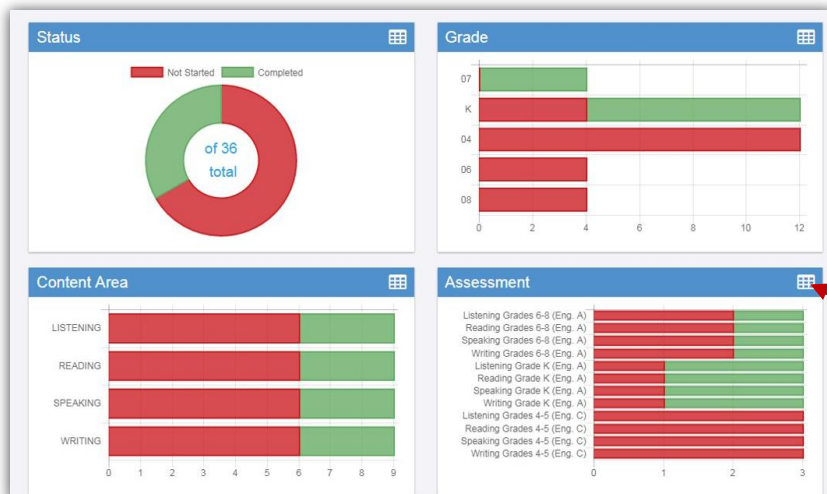 Status
Not Started Completed
of 36
total
Grade
07
K
04
06
08
0 2 4 6 8 10 12
Content Area
LISTENING
READING
SPEAKING
WRITING
0 1 2 3 4 5 6 7 8 9
Assessment
Listening Grades 6-8 (Eng. A)
Reading Grades 6-8 (Eng. A)
Speaking Grades 6-8 (Eng. A)
Writing Grades 6-8 (Eng. A)
Listening Grade K (Eng. A)
Reading Grade K (Eng. A)
Speaking Grade K (Eng. A)
Writing Grade K (Eng. A)
Listening Grades 4-5 (Eng. C)
Reading Grades 4-5 (Eng. C)
Speaking Grades 4-5 (Eng. C)
Writing Grades 4-5 (Eng. C)
0 1 2 3